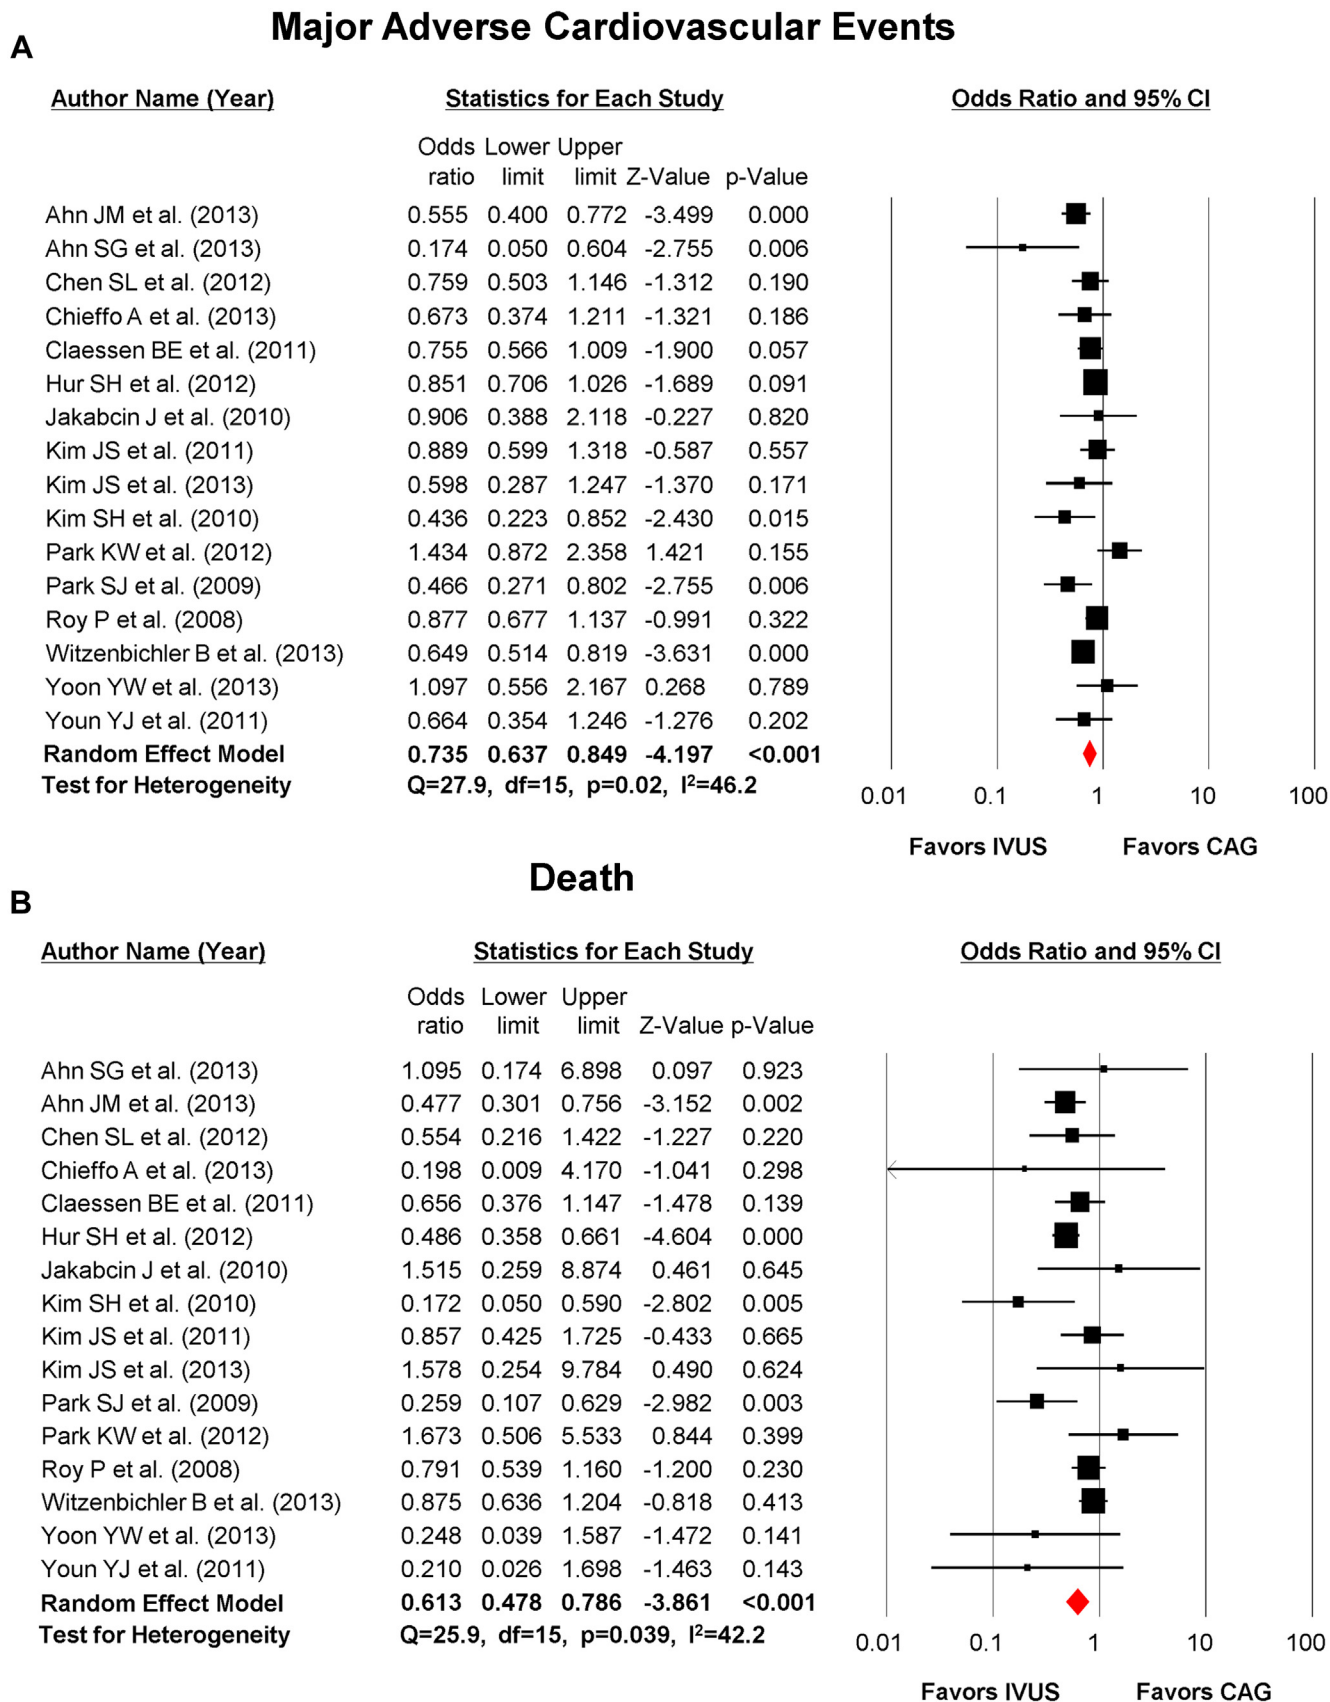 Major Adverse Cardiovascular Events
A
Author Name (Year) Statistics for Each Study Odds Ratio and 95% CI
Odds Lower Upper
ratio limit limit Z-Value p-Value
Ahn JM et al. (2013) 0.555 0.400 0.772 -3.499 0.000
Ahn SG et al. (2013) 0.174 0.050 0.604 -2.755 0.006
Chen SL et al. (2012) 0.759 0.503 1.146 -1.312 0.190
Chieffo A et al. (2013) 0.673 0.374 1.211 -1.321 0.186
Claessen BE et al. (2011) 0.755 0.566 1.009 -1.900 0.057
Hur SH et al. (2012) 0.851 0.706 1.026 -1.689 0.091
Jakabcin J et al. (2010) 0.906 0.388 2.118 -0.227 0.820
Kim JS et al. (2011) 0.889 0.599 1.318 -0.587 0.557
Kim JS et al. (2013) 0.598 0.287 1.247 -1.370 0.171
Kim SH et al. (2010) 0.436 0.223 0.852 -2.430 0.015
Park KW et al. (2012) 1.434 0.872 2.358 1.421 0.155
Park SJ et al. (2009) 0.466 0.271 0.802 -2.755 0.006
Roy P et al. (2008) 0.877 0.677 1.137 -0.991 0.322
Witzenbichler B et al. (2013) 0.649 0.514 0.819 -3.631 0.000
Yoon YW et al. (2013) 1.097 0.556 2.167 0.268 0.789
Youn YJ et al. (2011) 0.664 0.354 1.246 -1.276 0.202
Random Effect Model 0.735 0.637 0.849 -4.197 <0.001
Test for Heterogeneity Q=27.9, df=15, p=0.02, I²=46.2
0.01 0.1 1 10 100
Favors IVUS Favors CAG
Death
B
Author Name (Year) Statistics for Each Study Odds Ratio and 95% CI
Odds Lower Upper
ratio limit limit Z-Value p-Value
Ahn SG et al. (2013) 1.095 0.174 6.898 0.097 0.923
Ahn JM et al. (2013) 0.477 0.301 0.756 -3.152 0.002
Chen SL et al. (2012) 0.554 0.216 1.422 -1.227 0.220
Chieffo A et al. (2013) 0.198 0.009 4.170 -1.041 0.298
Claessen BE et al. (2011) 0.656 0.376 1.147 -1.478 0.139
Hur SH et al. (2012) 0.486 0.358 0.661 -4.604 0.000
Jakabcin J et al. (2010) 1.515 0.259 8.874 0.461 0.645
Kim SH et al. (2010) 0.172 0.050 0.590 -2.802 0.005
Kim JS et al. (2011) 0.857 0.425 1.725 -0.433 0.665
Kim JS et al. (2013) 1.578 0.254 9.784 0.490 0.624
Park SJ et al. (2009) 0.259 0.107 0.629 -2.982 0.003
Park KW et al. (2012) 1.673 0.506 5.533 0.844 0.399
Roy P et al. (2008) 0.791 0.539 1.160 -1.200 0.230
Witzenbichler B et al. (2013) 0.875 0.636 1.204 -0.818 0.413
Yoon YW et al. (2013) 0.248 0.039 1.587 -1.472 0.141
Youn YJ et al. (2011) 0.210 0.026 1.698 -1.463 0.143
Random Effect Model 0.613 0.478 0.786 -3.861 <0.001
Test for Heterogeneity Q=25.9, df=15, p=0.039, I²=42.2
0.01 0.1 1 10 100
Favors IVUS Favors CAG